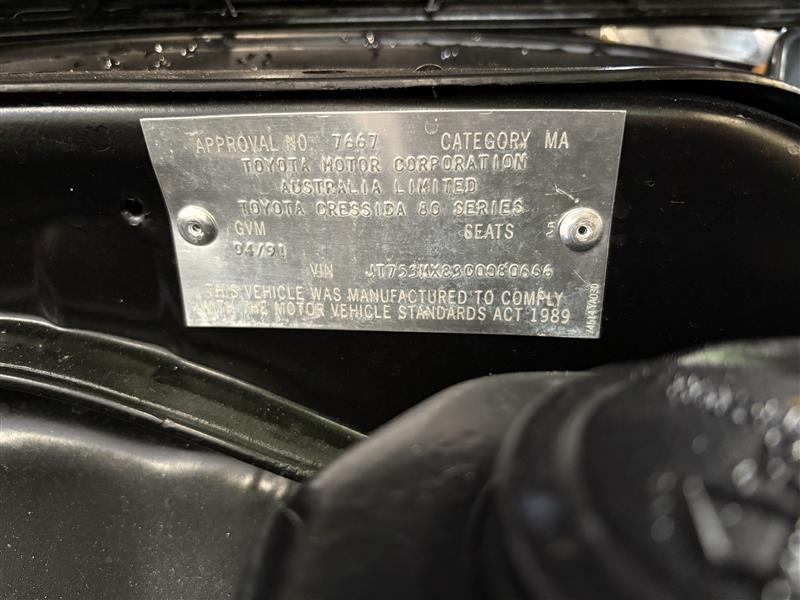 APPROVAL NO. 7667 CATEGORY MA
TOYOTA MOTOR CORPORATION
AUSTRALIA LIMITED
TOYOTA CRESSIDA 80 SERIES
GVM SEATS 5
04/91
VIN JT753MX8300080666
THIS VEHICLE WAS MANUFACTURED TO COMPLY
WITH THE MOTOR VEHICLE STANDARDS ACT 1989